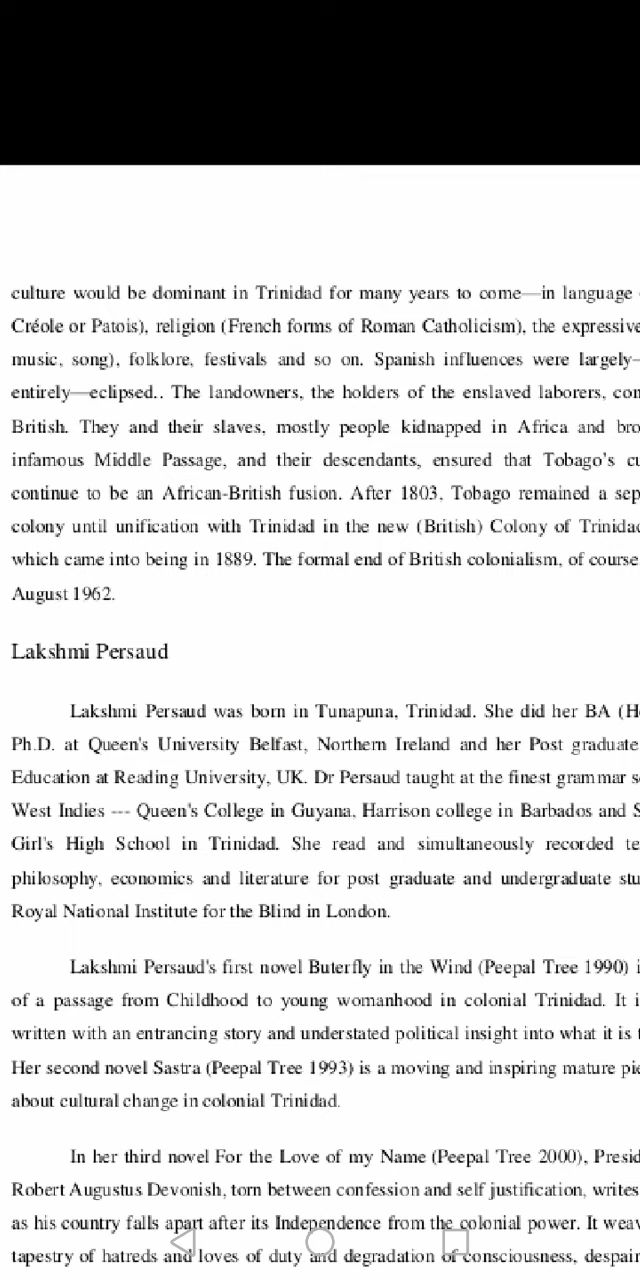 culture would be dominant in Trinidad for many years to come—in language
Créole or Patois), religion (French forms of Roman Catholicism), the expressive
music, song), folklore, festivals and so on. Spanish influences were largely–
entirely—eclipsed.. The landowners, the holders of the enslaved laborers,
British. They and their slaves, mostly people kidnapped in Africa and
infamous Middle Passage, and their descendants, ensured that Tobago's
continue to be an African-British fusion. After 1803, Tobago remained a
colony until unification with Trinidad in the new (British) Colony of
which came into being in 1889. The formal end of British colonialism, of course
August 1962.
Lakshmi Persaud
Lakshmi Persaud was born in Tunapuna, Trinidad. She did her BA
Ph.D. at Queen's University Belfast, Northern Ireland and her Post graduate
Education at Reading University, UK. Dr Persaud taught at the finest grammar
West Indies --- Queen's College in Guyana, Harrison college in Barbados and
Girl's High School in Trinidad. She read and simultaneously recorded
philosophy, economics and literature for post graduate and undergraduate
Royal National Institute for the Blind in London.
Lakshmi Persaud's first novel Buterfly in the Wind (Peepal Tree 1990)
of a passage from Childhood to young womanhood in colonial Trinidad. It
written with an entrancing story and understated political insight into what it is
Her second novel Sastra (Peepal Tree 1993) is a moving and inspiring mature
about cultural change in colonial Trinidad.
In her third novel For the Love of my Name (Peepal Tree 2000),
Robert Augustus Devonish, torn between confession and self justification, writes
as his country falls apart after its Independence from the colonial power. It
tapestry of hatreds and loves of duty and degradation of consciousness,